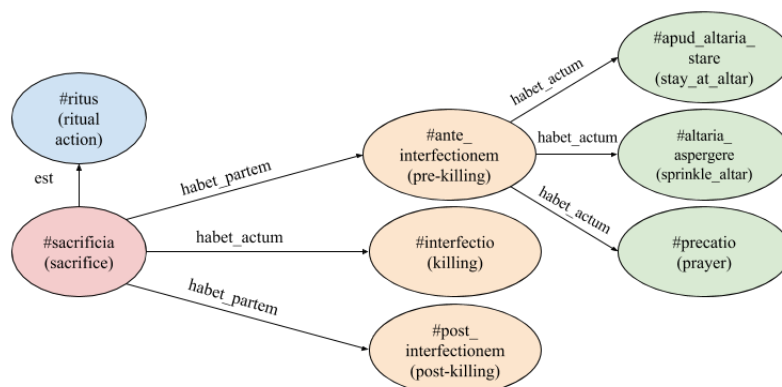 #apud_altaria_
stare
(stay_at_altar)
habet_actum
#ritus
(ritual
action)
#ante_
interfectionem
(pre-killing)
habet_actum
#altaria_
aspergere
(sprinkle_altar)
est
habet_partem
habet_actum
#sacrificia
(sacrifice)
habet_actum
#interfectio
(killing)
#precatio
(prayer)
habet_partem
#post_
interfectionem
(post-killing)